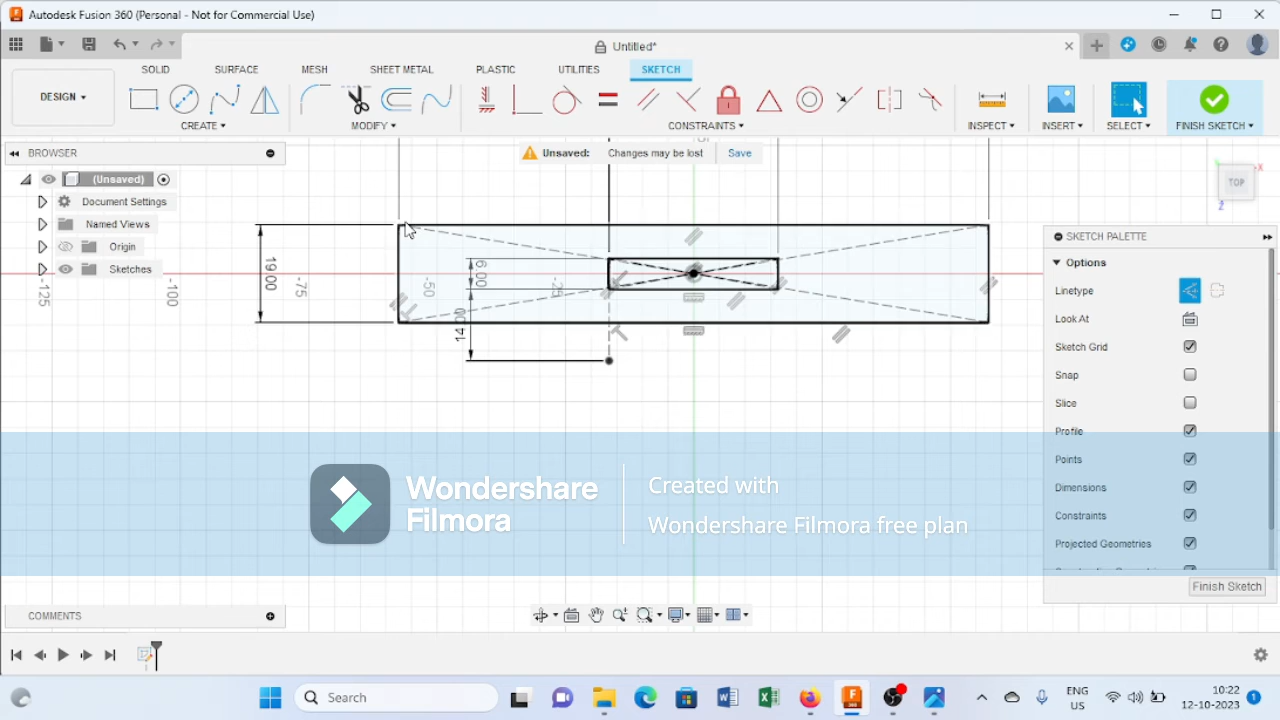 Autodesk Fusion 360 (Personal - Not for Commercial Use)
Untitled*
SOLID SURFACE MESH SHEET METAL PLASTIC UTILITIES SKETCH
DESIGN
CREATE MODIFY CONSTRAINTS INSPECT INSERT SELECT FINISH SKETCH
BROWSER
Unsaved: Changes may be lost Save
(Unsaved)
Document Settings
Named Views
Origin
Sketches
TOP
X
Z
19.00
6.00
14.00
-125
-100
-75
-50
-25
SKETCH PALETTE
Options
Linetype
Look At
Sketch Grid
Snap
Slice
Profile
Points
Dimensions
Constraints
Projected Geometries
Finish Sketch
Wondershare
Filmora
Created with
Wondershare Filmora free plan
COMMENTS
Search
ENG
US
10:22
12-10-2023
1